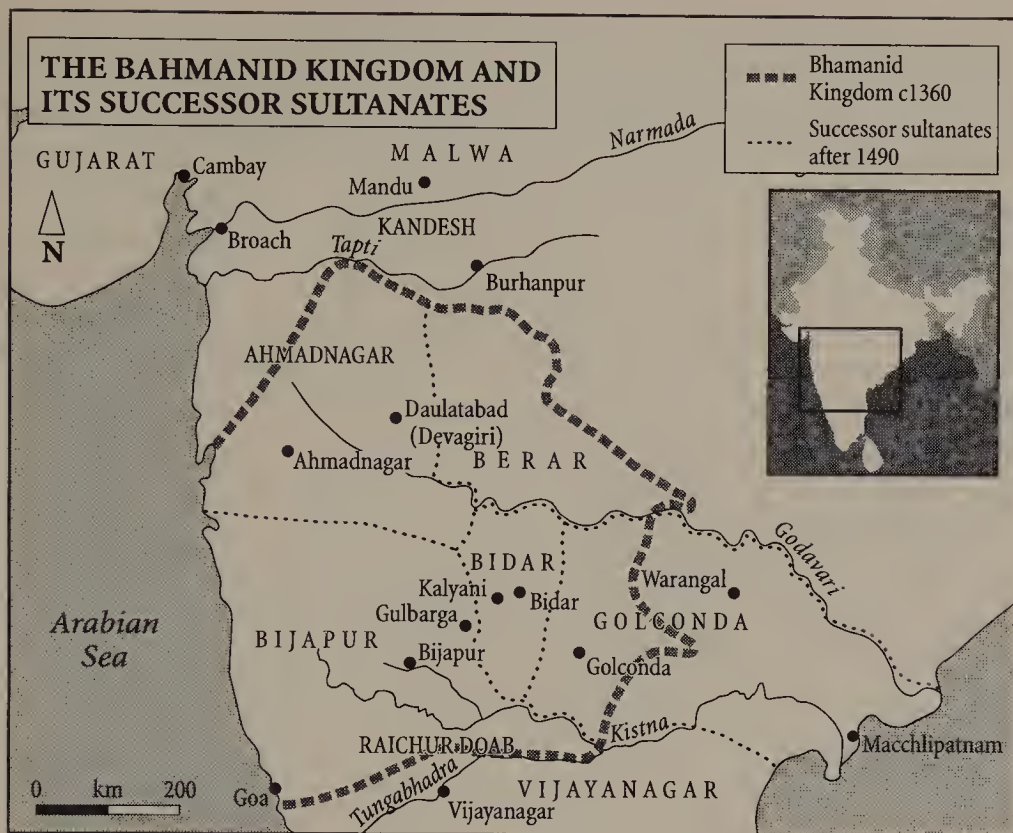 THE BAHMANID KINGDOM AND
ITS SUCCESSOR SULTANATES
Bhamanid
Kingdom c1360
Successor sultanates
after 1490
GUJARAT
Cambay
MALWA
Narmada
Mandu
N
Broach
KANDESH
Tapti
Burhanpur
AHMADNAGAR
Daulatabad
(Devagiri)
Ahmadnagar
BERAR
Godavari
BIDAR
Kalyani
Bidar
Warangal
Gulbarga
GOLCONDA
Arabian
Sea
BIJAPUR
Bijapur
Golconda
Kistna
RAICHUR DOAB
Macchlipatnam
Tungabhadra
Goa
VIJAYANAGAR
Vijayanagar
0 km 200